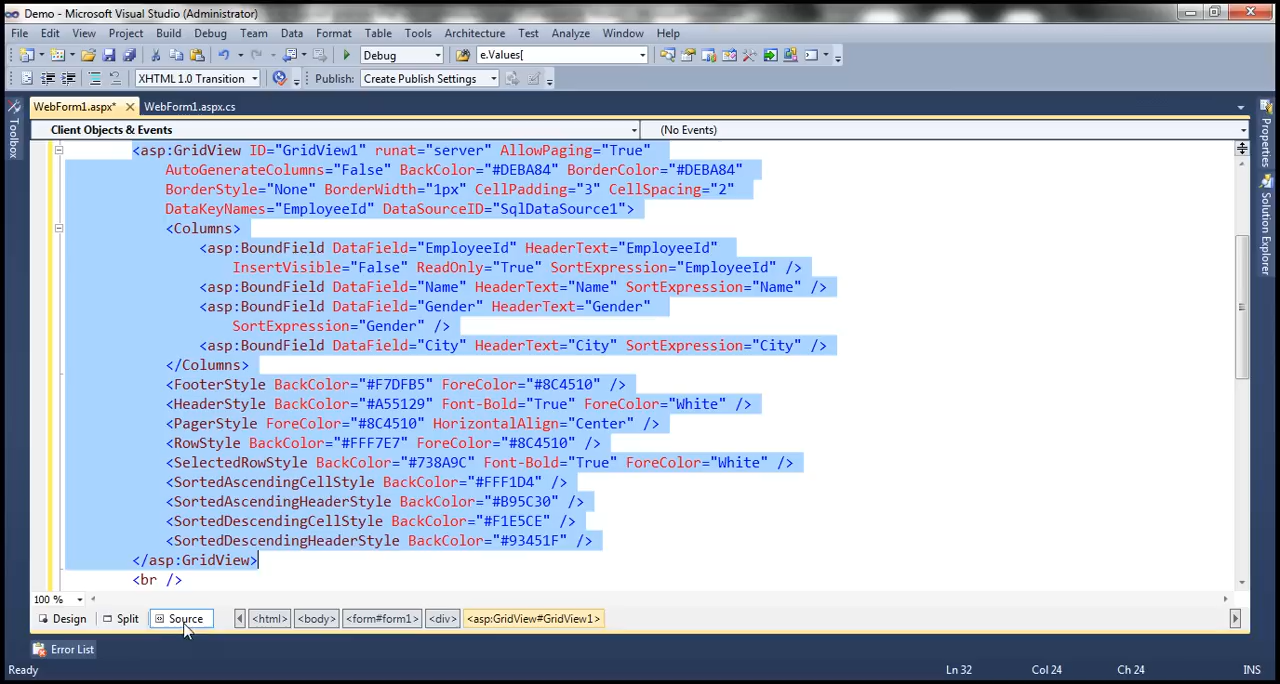 Demo - Microsoft Visual Studio (Administrator)
File Edit View Project Build Debug Team Data Format Table Tools Architecture Test Analyze Window Help
Debug e.Values[
XHTML 1.0 Transition Publish: Create Publish Settings
WebForm1.aspx* WebForm1.aspx.cs
Client Objects & Events (No Events)
Toolbox
Properties
Solution Explorer
<asp:GridView ID="GridView1" runat="server" AllowPaging="True"
AutoGenerateColumns="False" BackColor="#DEBA84" BorderColor="#DEBA84"
BorderStyle="None" BorderWidth="1px" CellPadding="3" CellSpacing="2"
DataKeyNames="EmployeeId" DataSourceID="SqlDataSource1">
<Columns>
<asp:BoundField DataField="EmployeeId" HeaderText="EmployeeId"
InsertVisible="False" ReadOnly="True" SortExpression="EmployeeId" />
<asp:BoundField DataField="Name" HeaderText="Name" SortExpression="Name" />
<asp:BoundField DataField="Gender" HeaderText="Gender"
SortExpression="Gender" />
<asp:BoundField DataField="City" HeaderText="City" SortExpression="City" />
</Columns>
<FooterStyle BackColor="#F7DFB5" ForeColor="#8C4510" />
<HeaderStyle BackColor="#A55129" Font-Bold="True" ForeColor="White" />
<PagerStyle ForeColor="#8C4510" HorizontalAlign="Center" />
<RowStyle BackColor="#FFF7E7" ForeColor="#8C4510" />
<SelectedRowStyle BackColor="#738A9C" Font-Bold="True" ForeColor="White" />
<SortedAscendingCellStyle BackColor="#FFF1D4" />
<SortedAscendingHeaderStyle BackColor="#B95C30" />
<SortedDescendingCellStyle BackColor="#F1E5CE" />
<SortedDescendingHeaderStyle BackColor="#93451F" />
</asp:GridView>
<br />
100 %
Design Split Source <html> <body> <form#form1> <div> <asp:GridView#GridView1>
Error List
Ready Ln 32 Col 24 Ch 24 INS